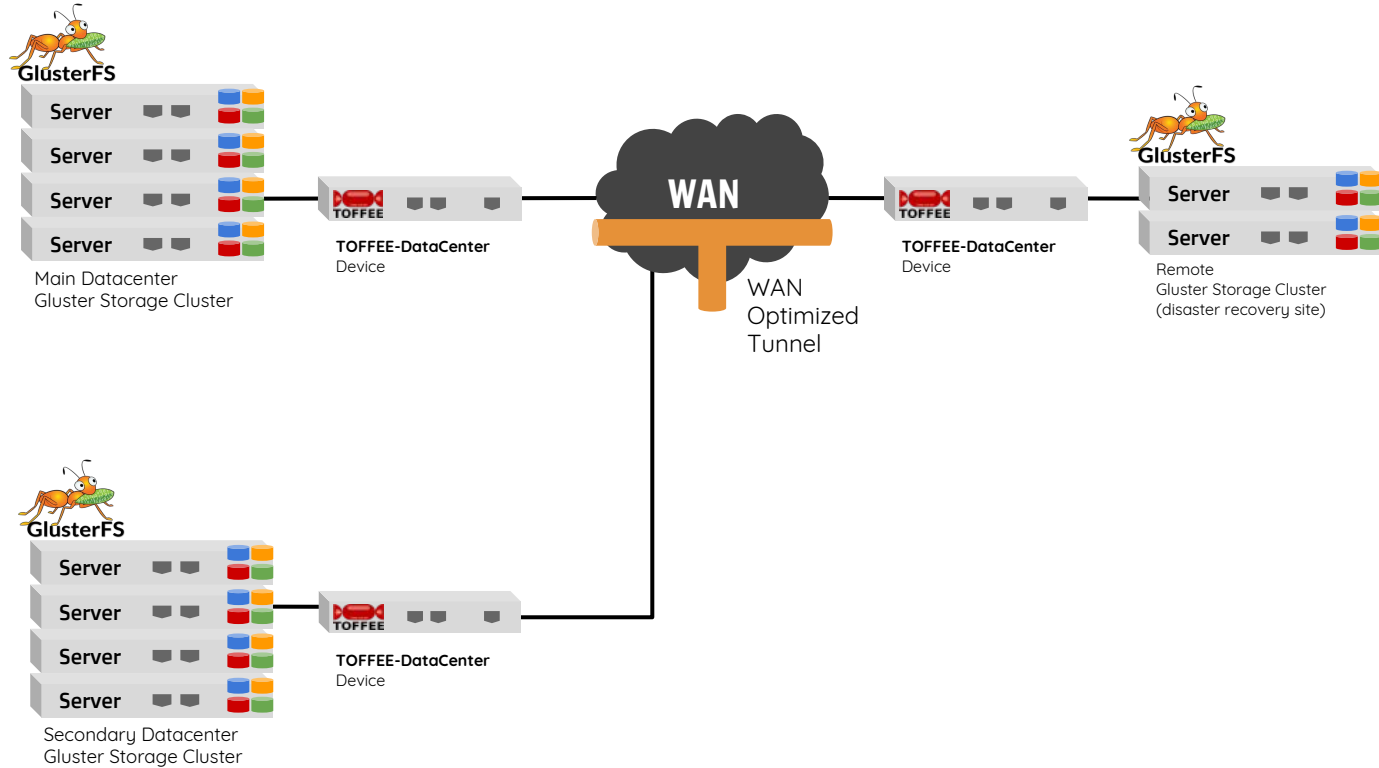 GlusterFS
Server
Server
Server
Server
Main Datacenter
Gluster Storage Cluster
TOFFEE
TOFFEE-DataCenter
Device
WAN
WAN
Optimized
Tunnel
TOFFEE
TOFFEE-DataCenter
Device
GlusterFS
Server
Server
Remote
Gluster Storage Cluster
(disaster recovery site)
GlusterFS
Server
Server
Server
Server
Secondary Datacenter
Gluster Storage Cluster
TOFFEE
TOFFEE-DataCenter
Device